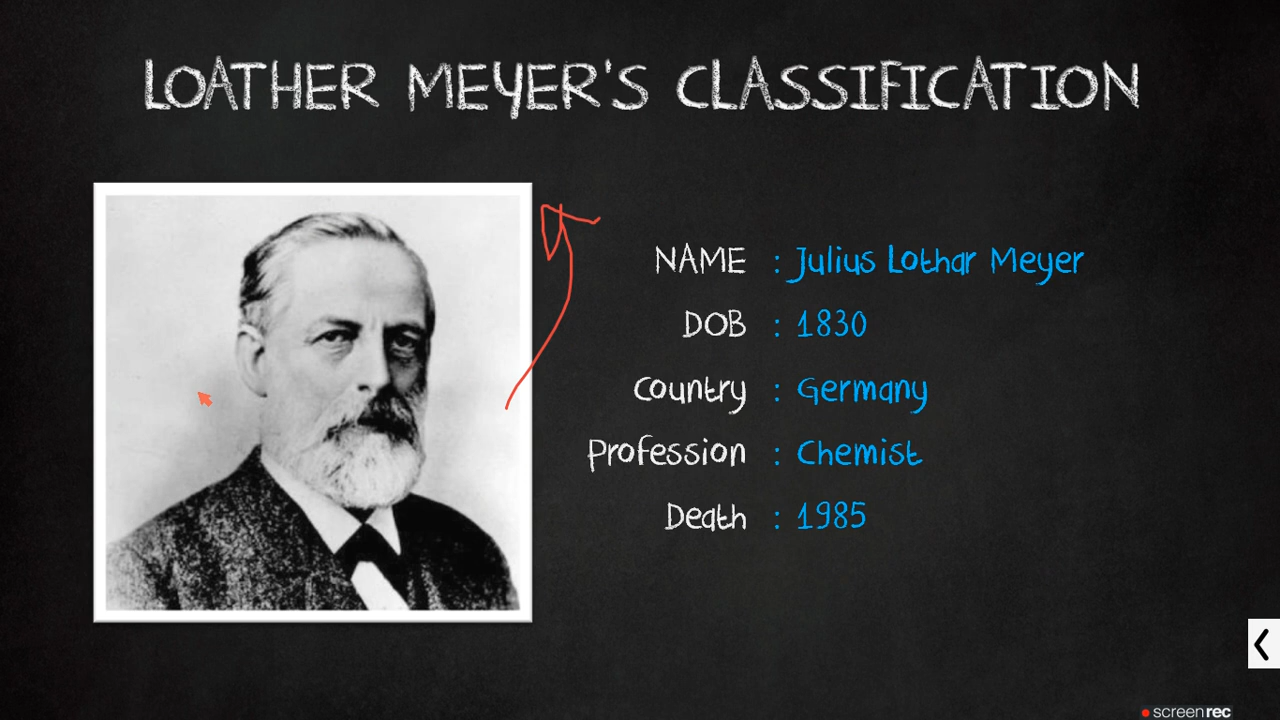 LOATHER MEYER'S CLASSIFICATION
NAME : Julius Lothar Meyer
DOB : 1830
Country : Germany
Profession : Chemist
Death : 1985
screenrec